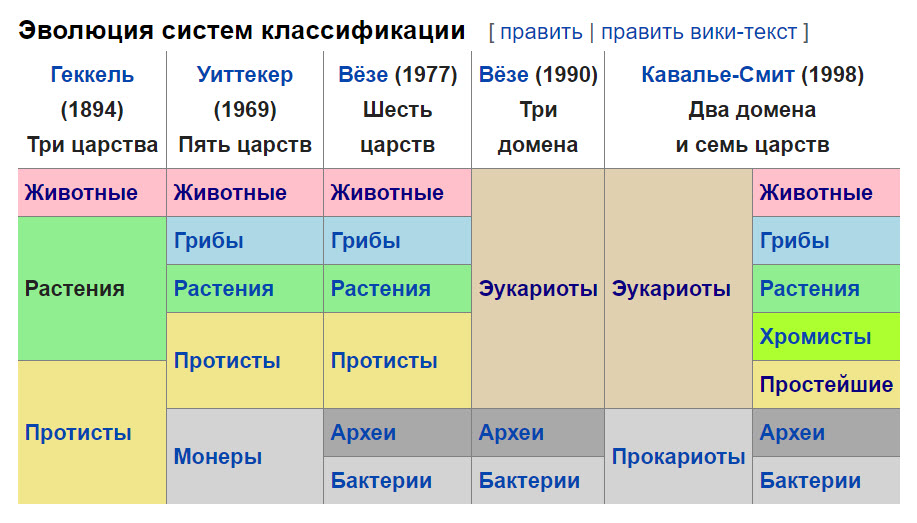 Эволюция систем классификации [ править | править вики-текст ]
Геккель
(1894)
Три царства
Уиттекер
(1969)
Пять царств
Вёзе (1977)
Шесть
царств
Вёзе (1990)
Три
домена
Кавалье-Смит (1998)
Два домена
и семь царств
Животные
Животные
Животные
Эукариоты
Эукариоты
Животные
Растения
Грибы
Грибы
Грибы
Растения
Растения
Растения
Протисты
Протисты
Хромисты
Протисты
Простейшие
Монеры
Археи
Археи
Прокариоты
Археи
Бактерии
Бактерии
Бактерии